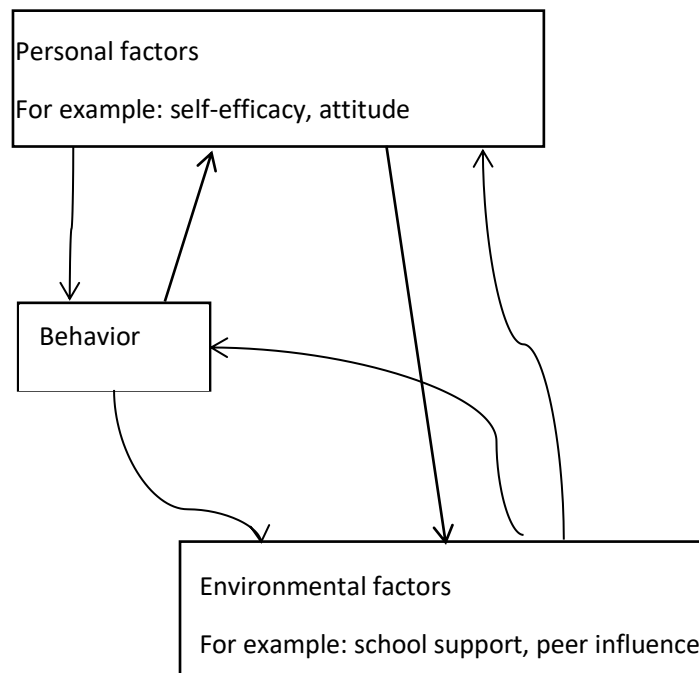 Personal factors
For example: self-efficacy, attitude
Behavior
Environmental factors
For example: school support, peer influence